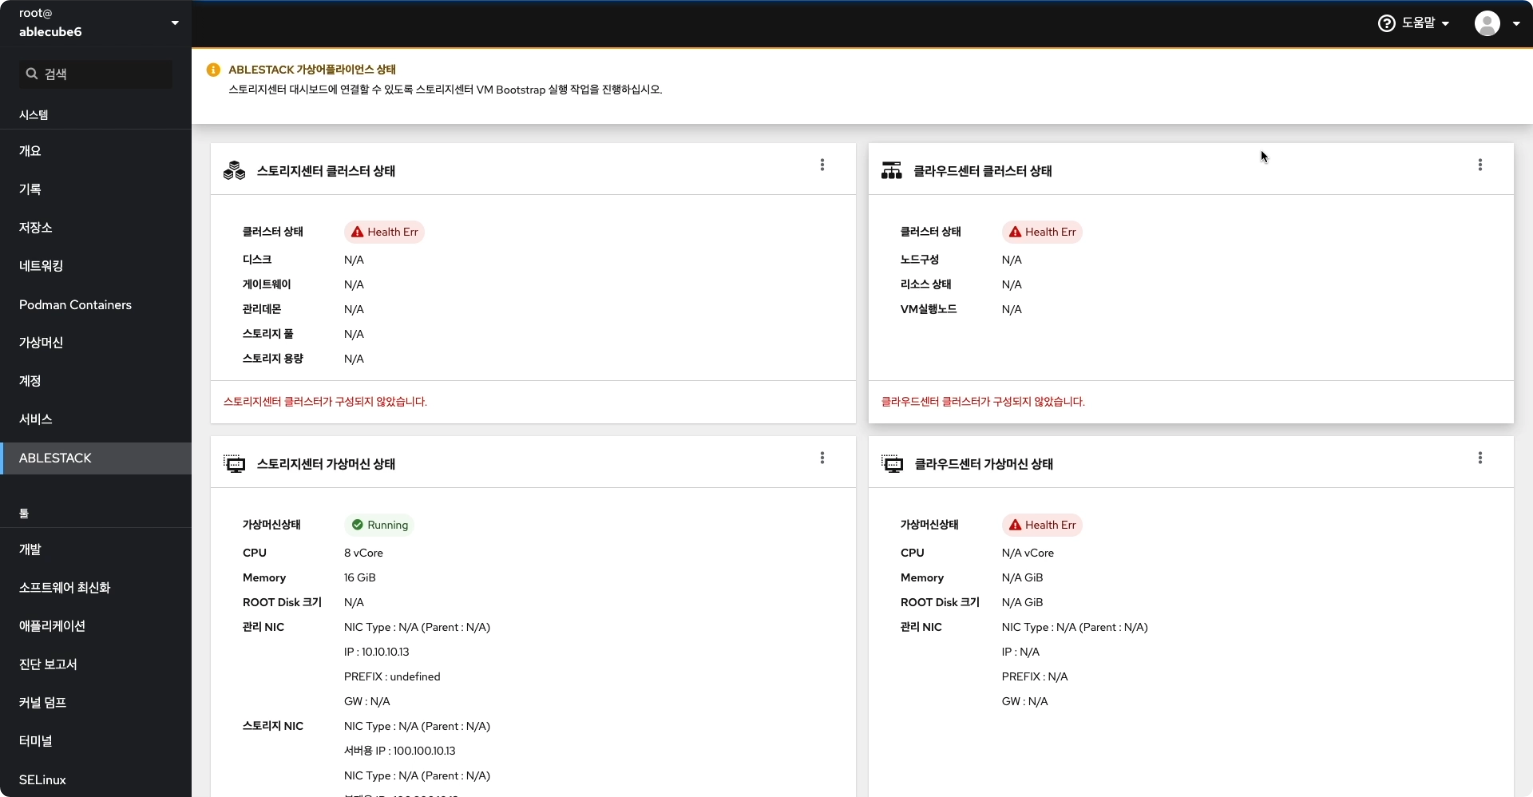 root@
ablecube6
도움말
검색
시스템
개요
기록
저장소
네트워킹
Podman Containers
가상머신
계정
서비스
ABLESTACK
툴
개발
소프트웨어 최신화
애플리케이션
진단 보고서
커널 덤프
터미널
SELinux
ABLESTACK 가상어플라이언스 상태
스토리지센터 대시보드에 연결할 수 있도록 스토리지센터 VM Bootstrap 실행 작업을 진행하십시오.
스토리지센터 클러스터 상태
클러스터 상태 Health Err
디스크 N/A
게이트웨이 N/A
관리데몬 N/A
스토리지 풀 N/A
스토리지 용량 N/A
스토리지센터 클러스터가 구성되지 않았습니다.
클라우드센터 클러스터 상태
클러스터 상태 Health Err
노드구성 N/A
리소스 상태 N/A
VM실행노드 N/A
클라우드센터 클러스터가 구성되지 않았습니다.
스토리지센터 가상머신 상태
가상머신상태 Running
CPU 8 vCore
Memory 16 GiB
ROOT Disk 크기 N/A
관리 NIC NIC Type : N/A (Parent : N/A)
IP : 10.10.10.13
PREFIX : undefined
GW : N/A
스토리지 NIC NIC Type : N/A (Parent : N/A)
서버용 IP : 100.100.10.13
NIC Type : N/A (Parent : N/A)
클라우드센터 가상머신 상태
가상머신상태 Health Err
CPU N/A vCore
Memory N/A GiB
ROOT Disk 크기 N/A GiB
관리 NIC NIC Type : N/A (Parent : N/A)
IP : N/A
PREFIX : N/A
GW : N/A